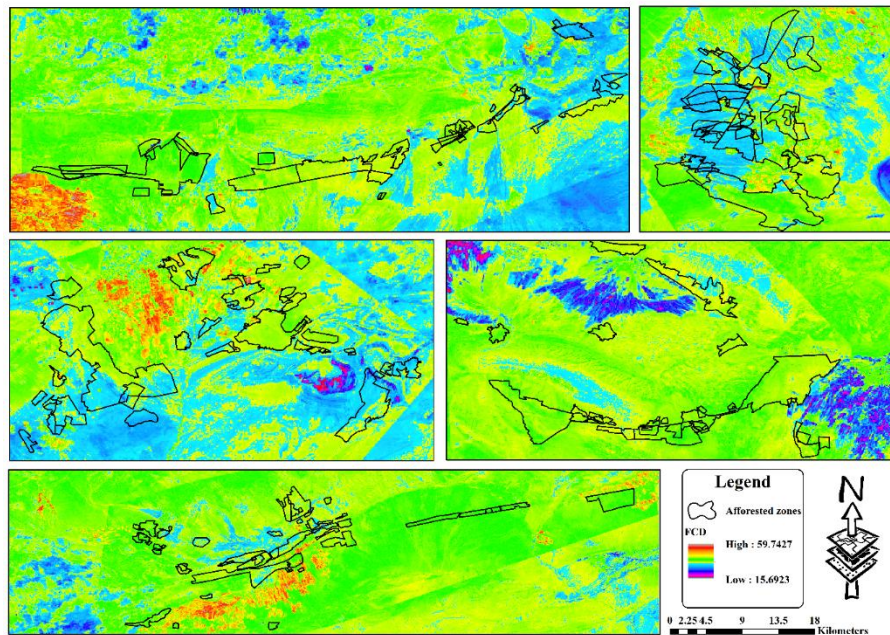 Legend
Afforested zones
FCD
High : 59.7427
Low : 15.6923
N
0 2.25 4.5 9 13.5 18
Kilometers